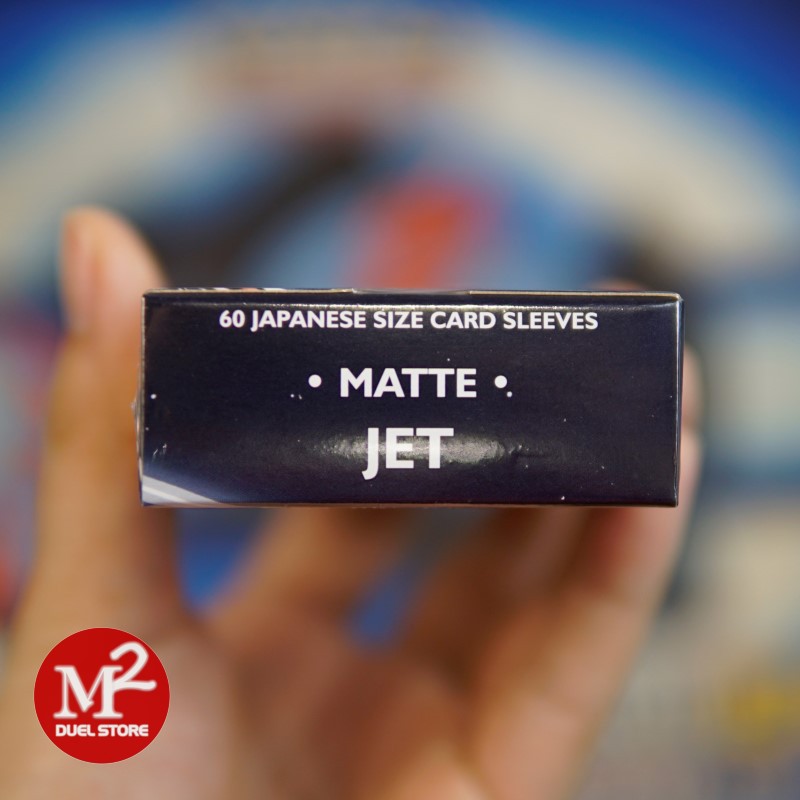 60 JAPANESE SIZE CARD SLEEVES
• MATTE •
JET
M2
DUEL STORE